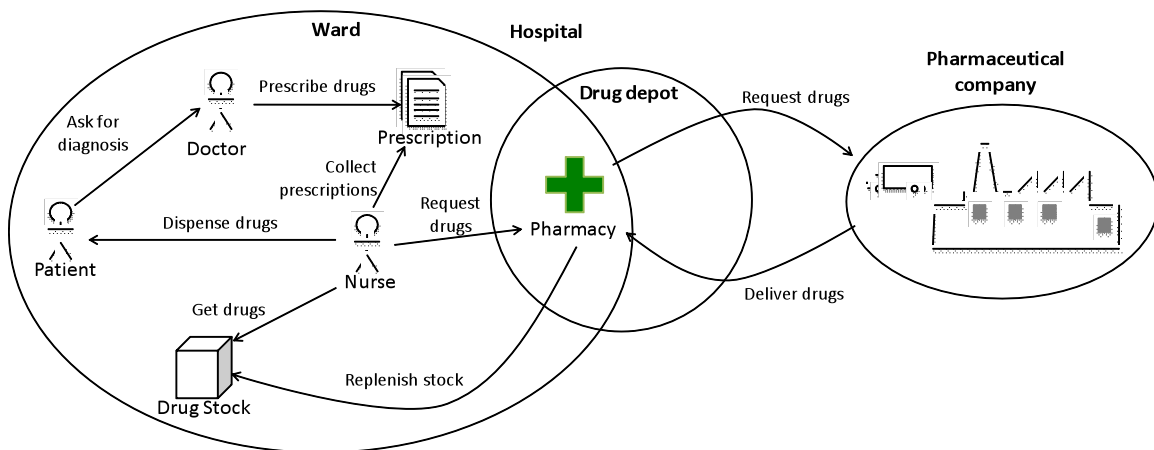 Ward
Hospital
Pharmaceutical
company
Prescribe drugs
Drug depot
Request drugs
Ask for
diagnosis
Doctor
Prescription
Collect
prescriptions
Request
drugs
Dispense drugs
Pharmacy
Patient
Nurse
Get drugs
Deliver drugs
Replenish stock
Drug Stock